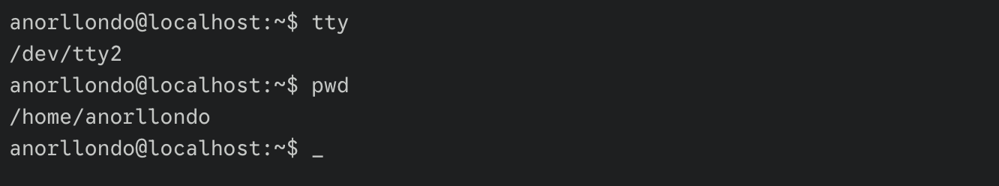 anorllondo@localhost:~$ tty
/dev/tty2
anorllondo@localhost:~$ pwd
/home/anorllondo
anorllondo@localhost:~$ _